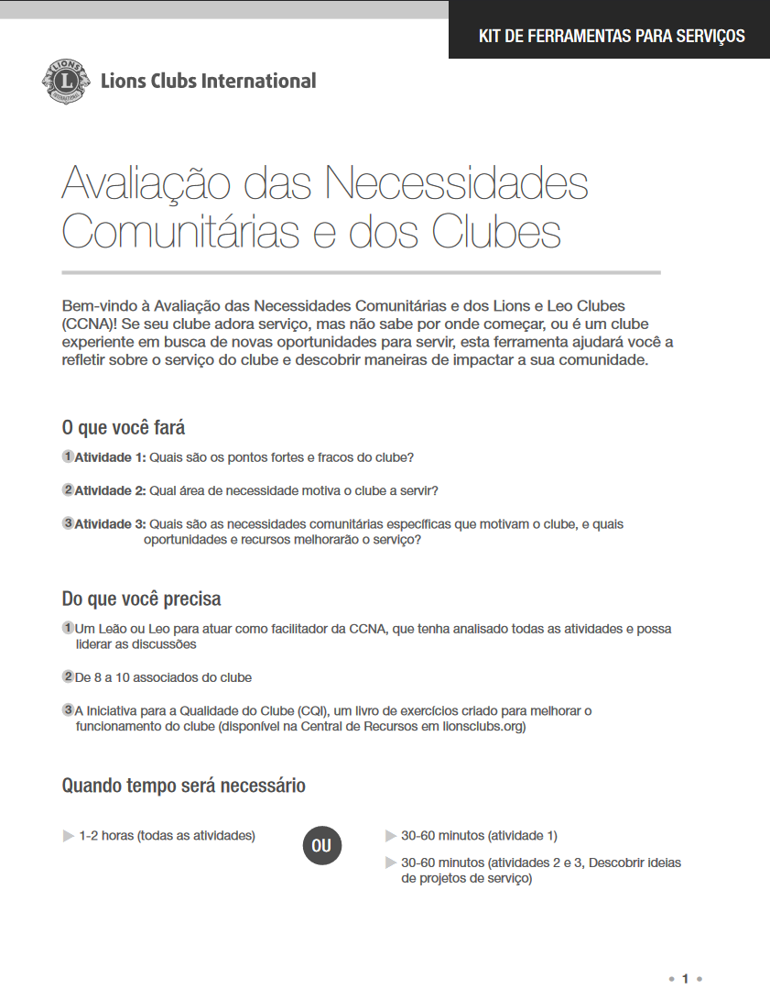 KIT DE FERRAMENTAS PARA SERVIÇOS
LIONS
L
INTERNATIONAL
Lions Clubs International
Avaliação das Necessidades
Comunitárias e dos Clubes
Bem-vindo à Avaliação das Necessidades Comunitárias e dos Lions e Leo Clubes
(CCNA)! Se seu clube adora serviço, mas não sabe por onde começar, ou é um clube
experiente em busca de novas oportunidades para servir, esta ferramenta ajudará você a
refletir sobre o serviço do clube e descobrir maneiras de impactar a sua comunidade.
O que você fará
1 Atividade 1: Quais são os pontos fortes e fracos do clube?
2 Atividade 2: Qual área de necessidade motiva o clube a servir?
3 Atividade 3: Quais são as necessidades comunitárias específicas que motivam o clube, e quais
oportunidades e recursos melhorarão o serviço?
Do que você precisa
1 Um Leão ou Leo para atuar como facilitador da CCNA, que tenha analisado todas as atividades e possa
liderar as discussões
2 De 8 a 10 associados do clube
3 A Iniciativa para a Qualidade do Clube (CQI), um livro de exercícios criado para melhorar o
funcionamento do clube (disponível na Central de Recursos em lionsclubs.org)
Quando tempo será necessário
1-2 horas (todas as atividades)
OU
30-60 minutos (atividade 1)
30-60 minutos (atividades 2 e 3, Descobrir ideias
de projetos de serviço)
• 1 •